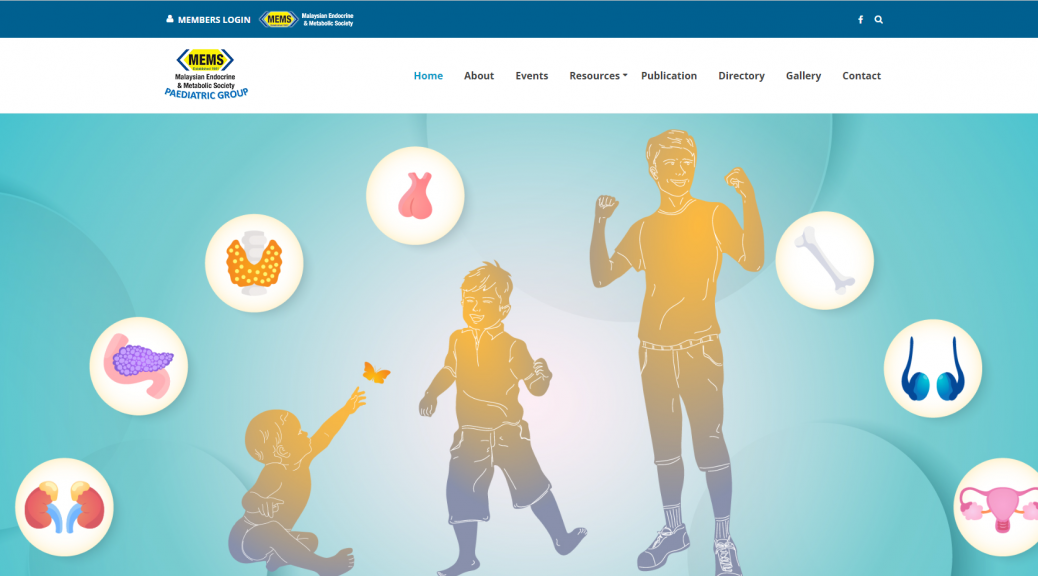 MEMBERS LOGIN
MEMS
Malaysian Endocrine
& Metabolic Society
MEMS
Malaysian Endocrine
& Metabolic Society
PAEDIATRIC GROUP
Home About Events Resources Publication Directory Gallery Contact